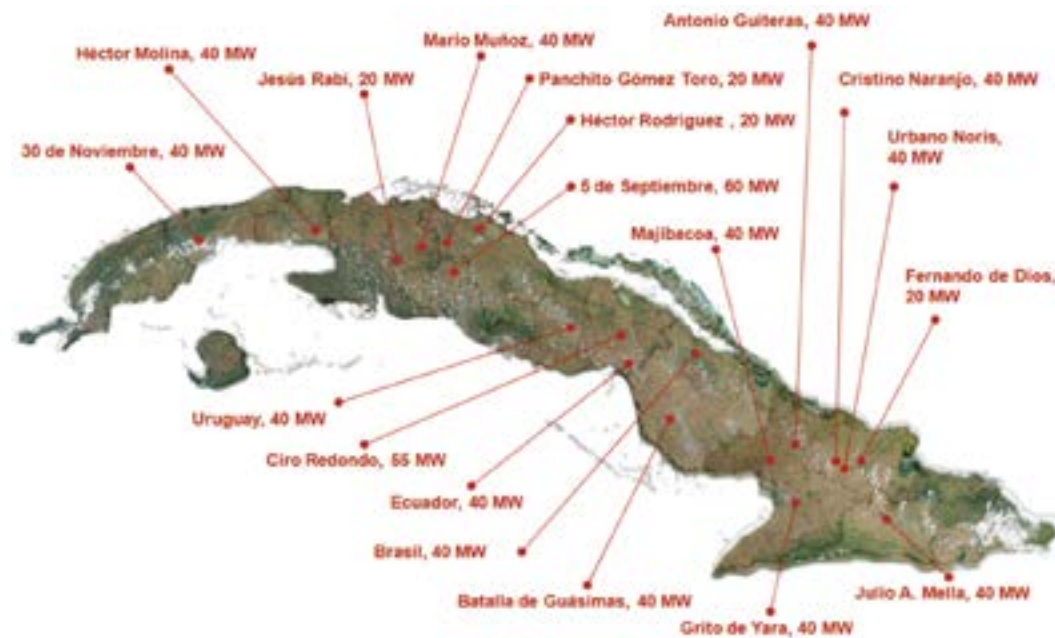 Antonio Guiteras, 40 MW
Mario Muñoz, 40 MW
Héctor Molina, 40 MW
Jesús Rabí, 20 MW
Panchito Gómez Toro, 20 MW
Cristino Naranjo, 40 MW
Héctor Rodríguez , 20 MW
Urbano Noris,
40 MW
30 de Noviembre, 40 MW
5 de Septiembre, 60 MW
Majibacoa, 40 MW
Fernando de Dios,
20 MW
Uruguay, 40 MW
Ciro Redondo, 55 MW
Ecuador, 40 MW
Brasil, 40 MW
Batalla de Guásimas, 40 MW
Julio A. Mella, 40 MW
Grito de Yara, 40 MW